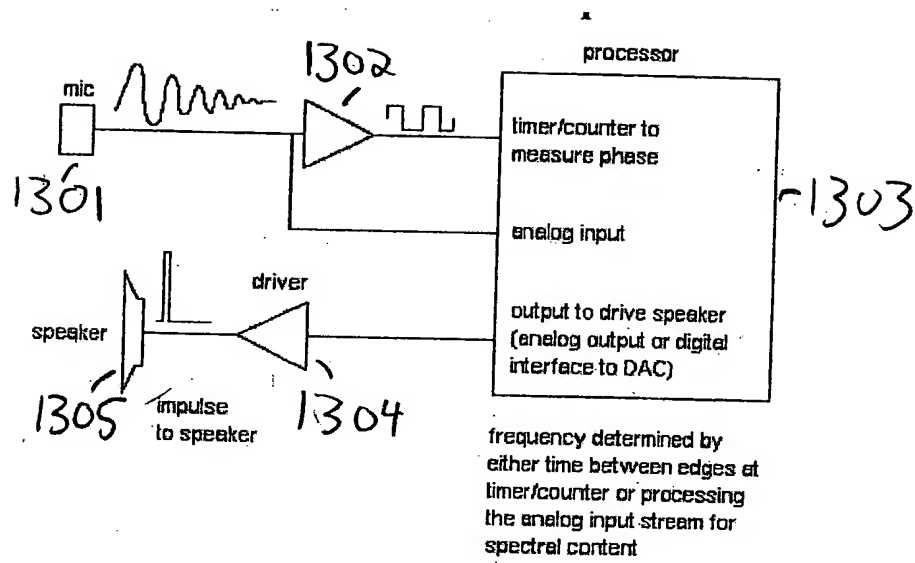 processor
1302
mic
timer/counter to
measure phase
1301
1303
analog input
driver
output to drive speaker
(analog output or digital
interface to DAC)
speaker
1305
impulse
to speaker
1304
frequency determined by
either time between edges at
timer/counter or processing
the analog input stream for
spectral content